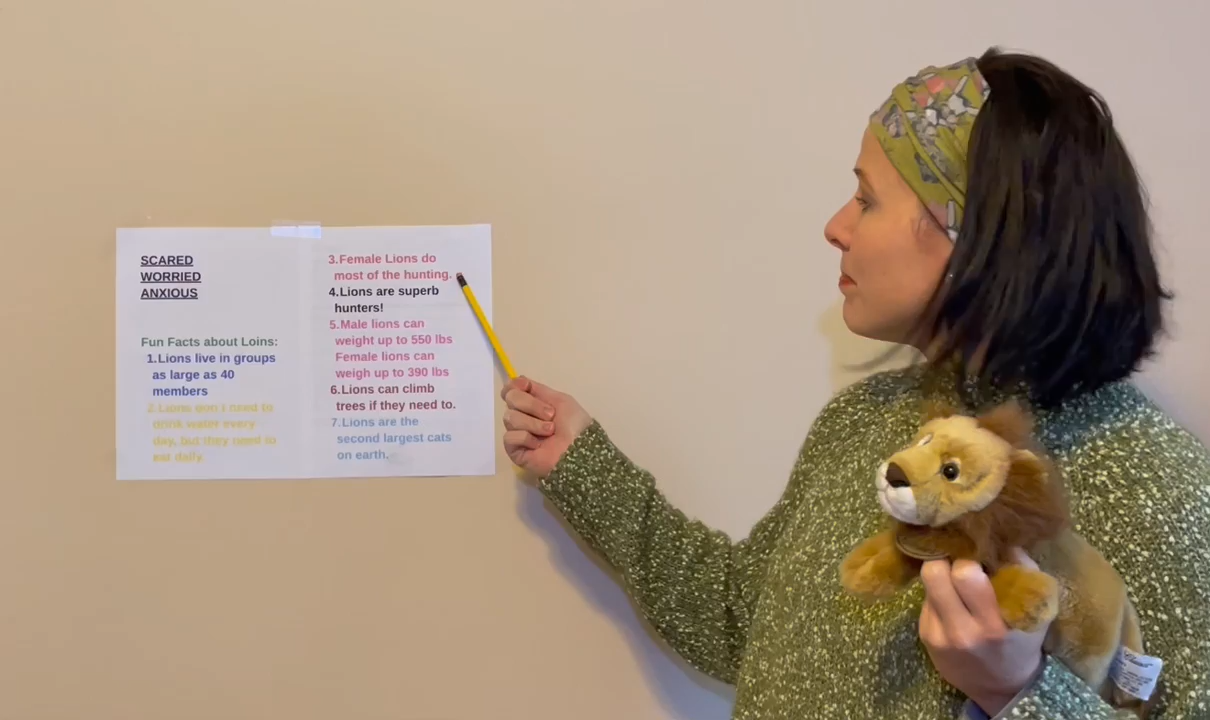 SCARED
WORRIED
ANXIOUS
Fun Facts about Loins:
1.Lions live in groups
as large as 40
members
2.Lions don't need to
drink water every
day, but they need to
eat daily
3.Female Lions do
most of the hunting.
4.Lions are superb
hunters!
5.Male lions can
weight up to 550 lbs
Female lions can
weigh up to 390 lbs
6.Lions can climb
trees if they need to.
7.Lions are the
second largest cats
on earth.